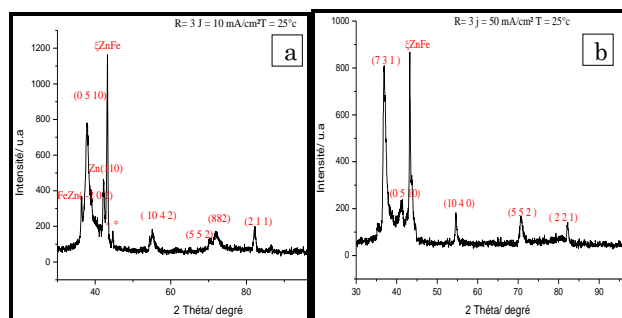 R= 3 J = 10 mA/cm²T = 25°c
a
ξZnFe
(0 5 10)
Zn(110)
*
( 10 4 2)
(5 5 2)
(882)
(2 1 1)
1200
1000
800
600
400
200
0
40
60
80
Intensité/ u.a
2 Théta/ degré
R= 3 j = 50 mA/cm² T = 25°c
b
ξZnFe
(7 3 1)
(0 5 10)
(10 4 0)
(5 5 2)
( 2 2 1)
1000
800
600
400
200
0
30
40
50
60
70
80
90
Intensité/ u.a
2 Théta/ degré